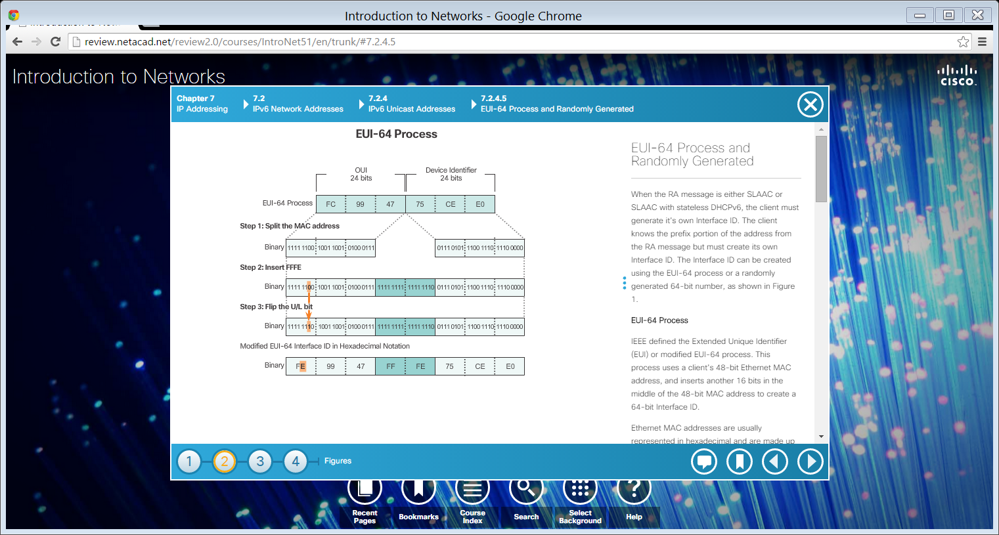 Introduction to Networks - Google Chrome
review.netacad.net/review2.0/courses/IntroNet51/en/trunk/#7.2.4.5
Introduction to Networks
CISCO
Chapter 7
IP Addressing
7.2
IPv6 Network Addresses
7.2.4
IPv6 Unicast Addresses
7.2.4.5
EUI-64 Process and Randomly Generated
EUI-64 Process
OUI
24 bits
Device Identifier
24 bits
EUI-64 Process FC 99 47 75 CE E0
Step 1: Split the MAC address
Binary 1111 1100 1001 1001 0100 0111 0111 0101 1100 1110 1110 0000
Step 2: Insert FFFE
Binary 1111 1100 1001 1001 0100 0111 1111 1111 1111 1110 0111 0101 1100 1110 1110 0000
Step 3: Flip the U/L bit
Binary 1111 1110 1001 1001 0100 0111 1111 1111 1111 1110 0111 0101 1100 1110 1110 0000
Modified EUI-64 Interface ID in Hexadecimal Notation
Binary FE 99 47 FF FE 75 CE E0
EUI-64 Process and
Randomly Generated
When the RA message is either SLAAC or
SLAAC with stateless DHCPv6, the client must
generate it's own Interface ID. The client
knows the prefix portion of the address from
the RA message but must create its own
Interface ID. The Interface ID can be created
using the EUI-64 process or a randomly
generated 64-bit number, as shown in Figure
1.
EUI-64 Process
IEEE defined the Extended Unique Identifier
(EUI) or modified EUI-64 process. This
process uses a client's 48-bit Ethernet MAC
address, and inserts another 16 bits in the
middle of the 48-bit MAC address to create a
64-bit Interface ID.
Ethernet MAC addresses are usually
represented in hexadecimal and are made up
1 2 3 4 Figures
Recent
Pages
Bookmarks
Course
Index
Search
Select
Background
Help